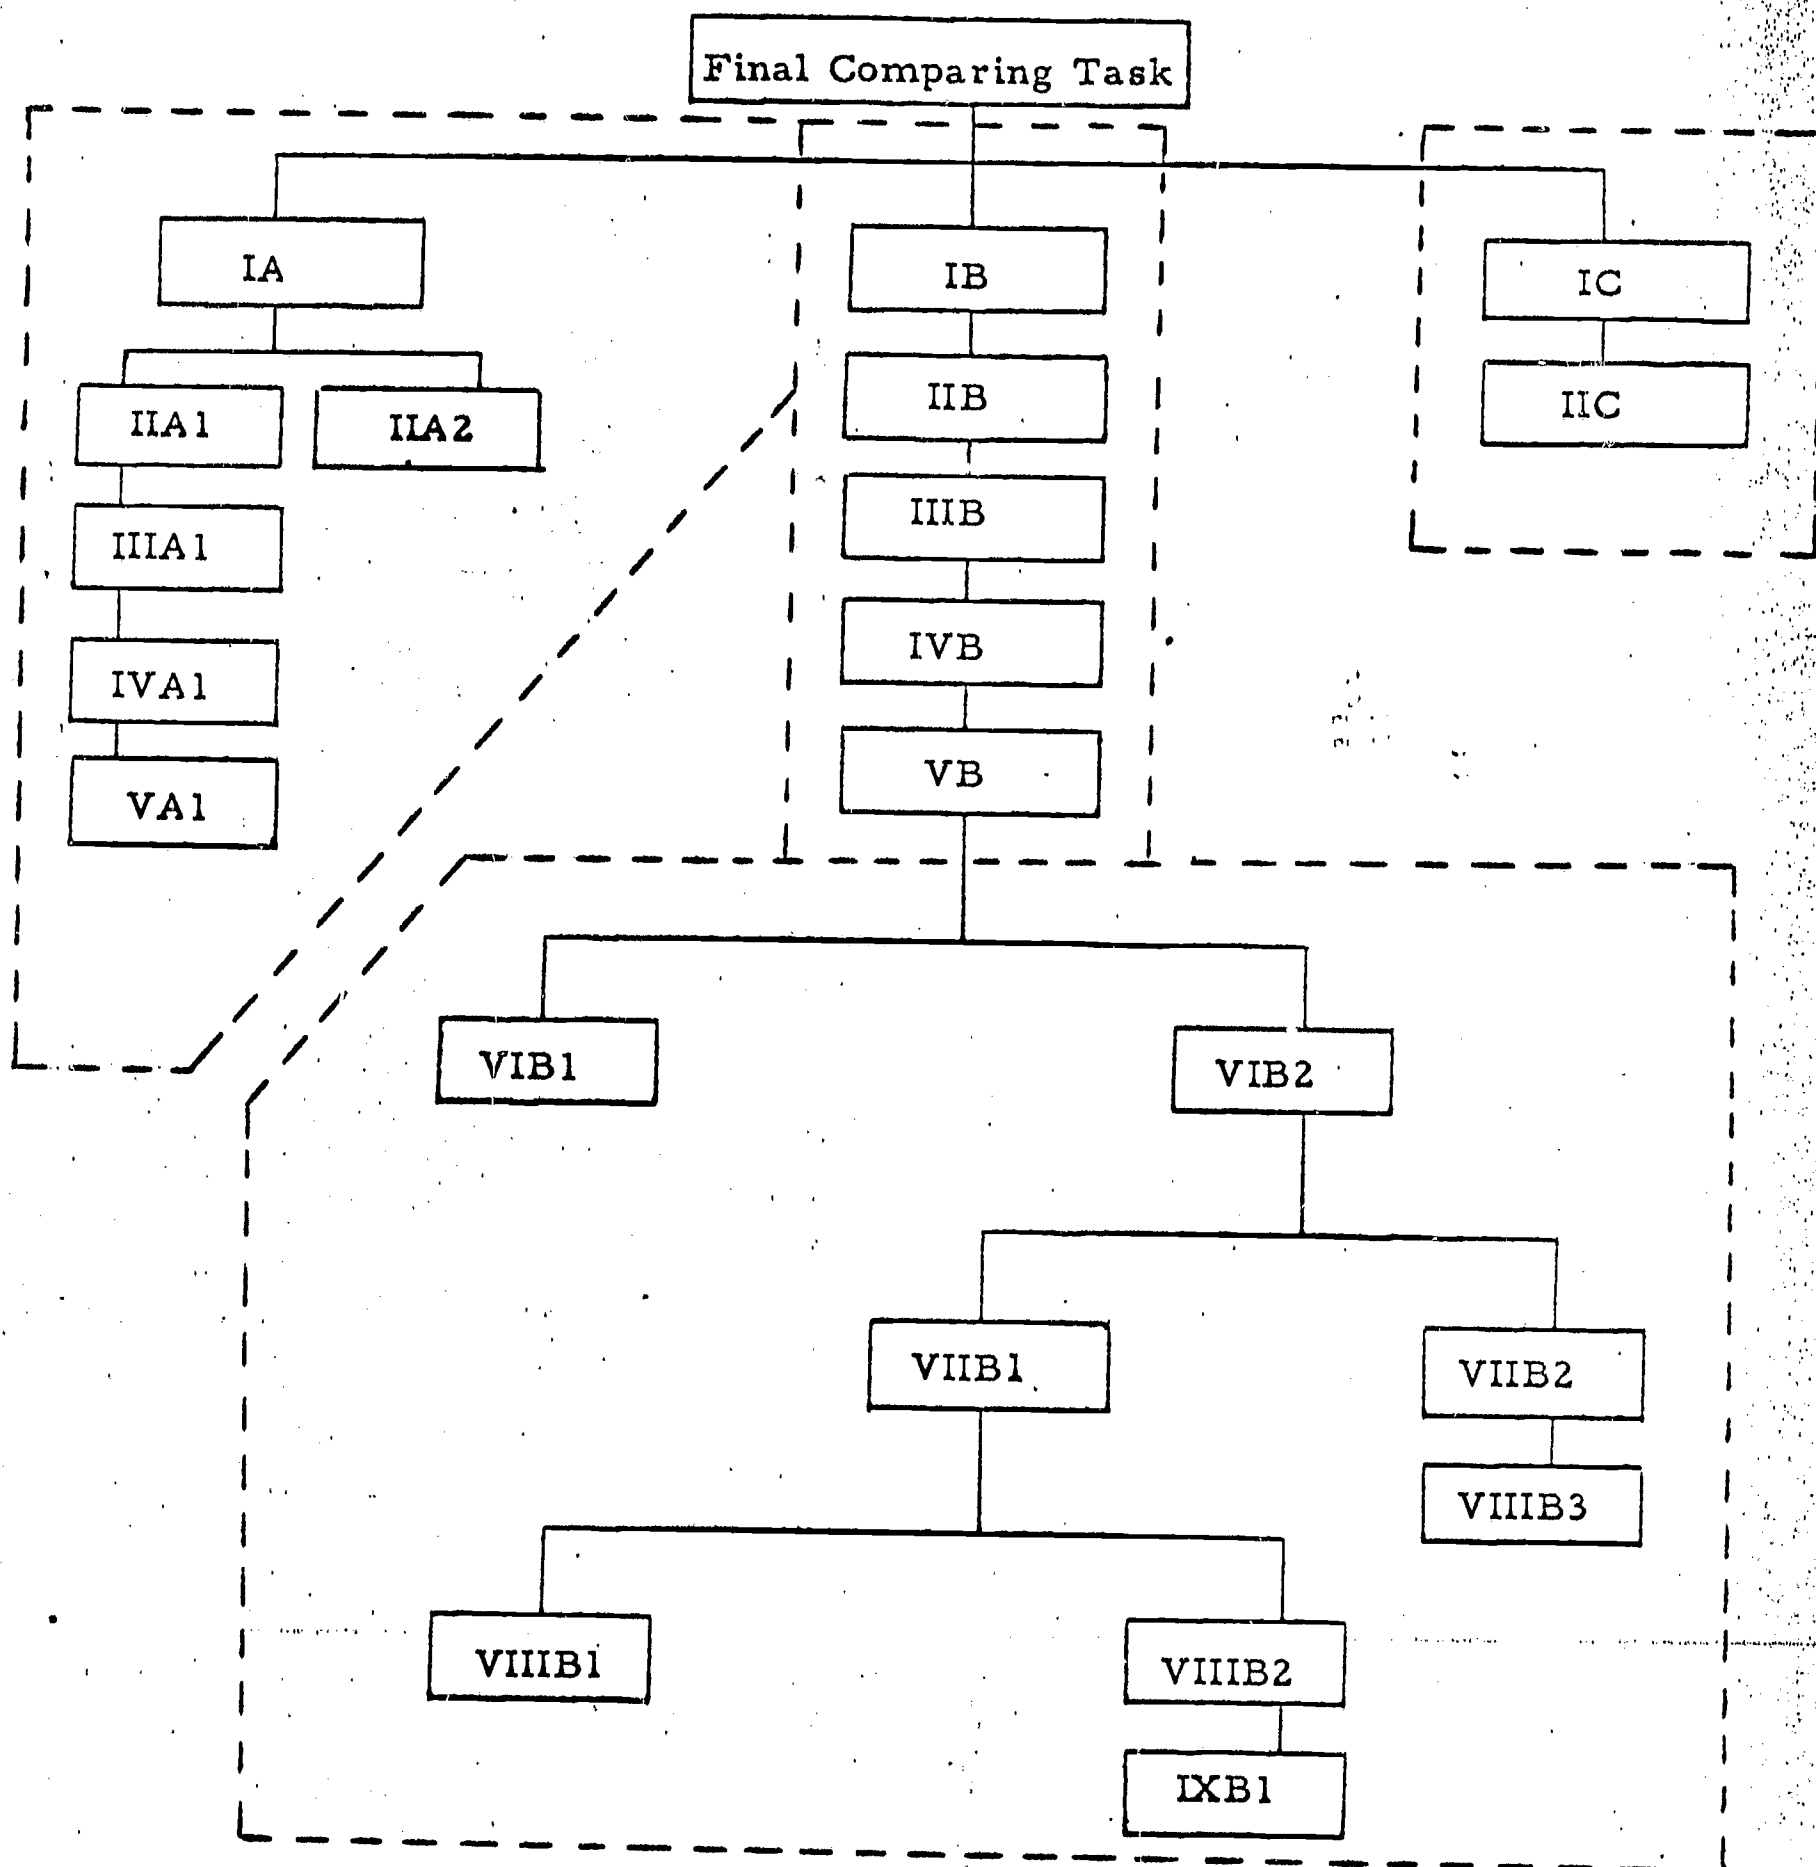 Final Comparing Task
IA
IB
IC
IIA1
IIA2
IIB
IIC
IIIA1
IIIB
IVA1
IVB
VA1
VB
VIB1
VIB2
VIIB1
VIIB2
VIIIB3
VIIIB1
VIIIB2
IXB1